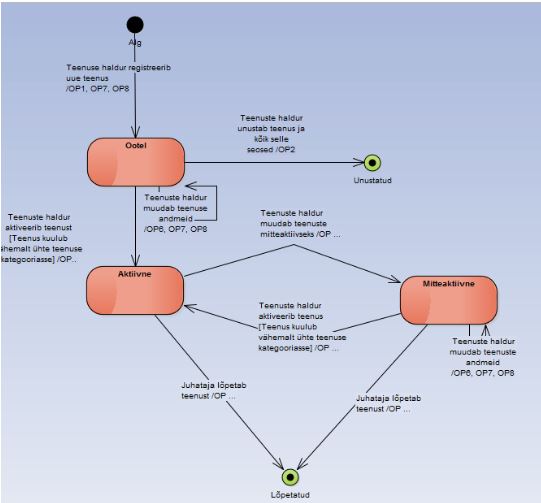 Alg
Teenuse haldur registreerib
uue teenus
/OP1, OP7, OP8
Ootel
Teenuste haldur
unustab teenus ja
kõik selle
seosed /OP2
Unustatud
Teenuste haldur
muudab teenuse
andmeid
/OP6, OP7, OP8
Teenuste haldur
aktiveerib teenust
[Teenus kuulub
vähemalt ühte teenuse
kategooriasse] /OP..
Teenuste haldur
muudab teenuste
mitteaktiivseks /OP ...
Aktiivne
Mitteaktiivne
Teenuste haldur
aktiveerib teenus
[Teenus kuulub
vähemalt ühte teenuse
kategooriasse] /OP ...
Teenuste haldur
muudab teenuste
andmeid
/OP6, OP7, OP8
Juhataja lõpetab
teenust /OP ...
Juhataja lõpetab
teenust /OP ...
Lõpetatud